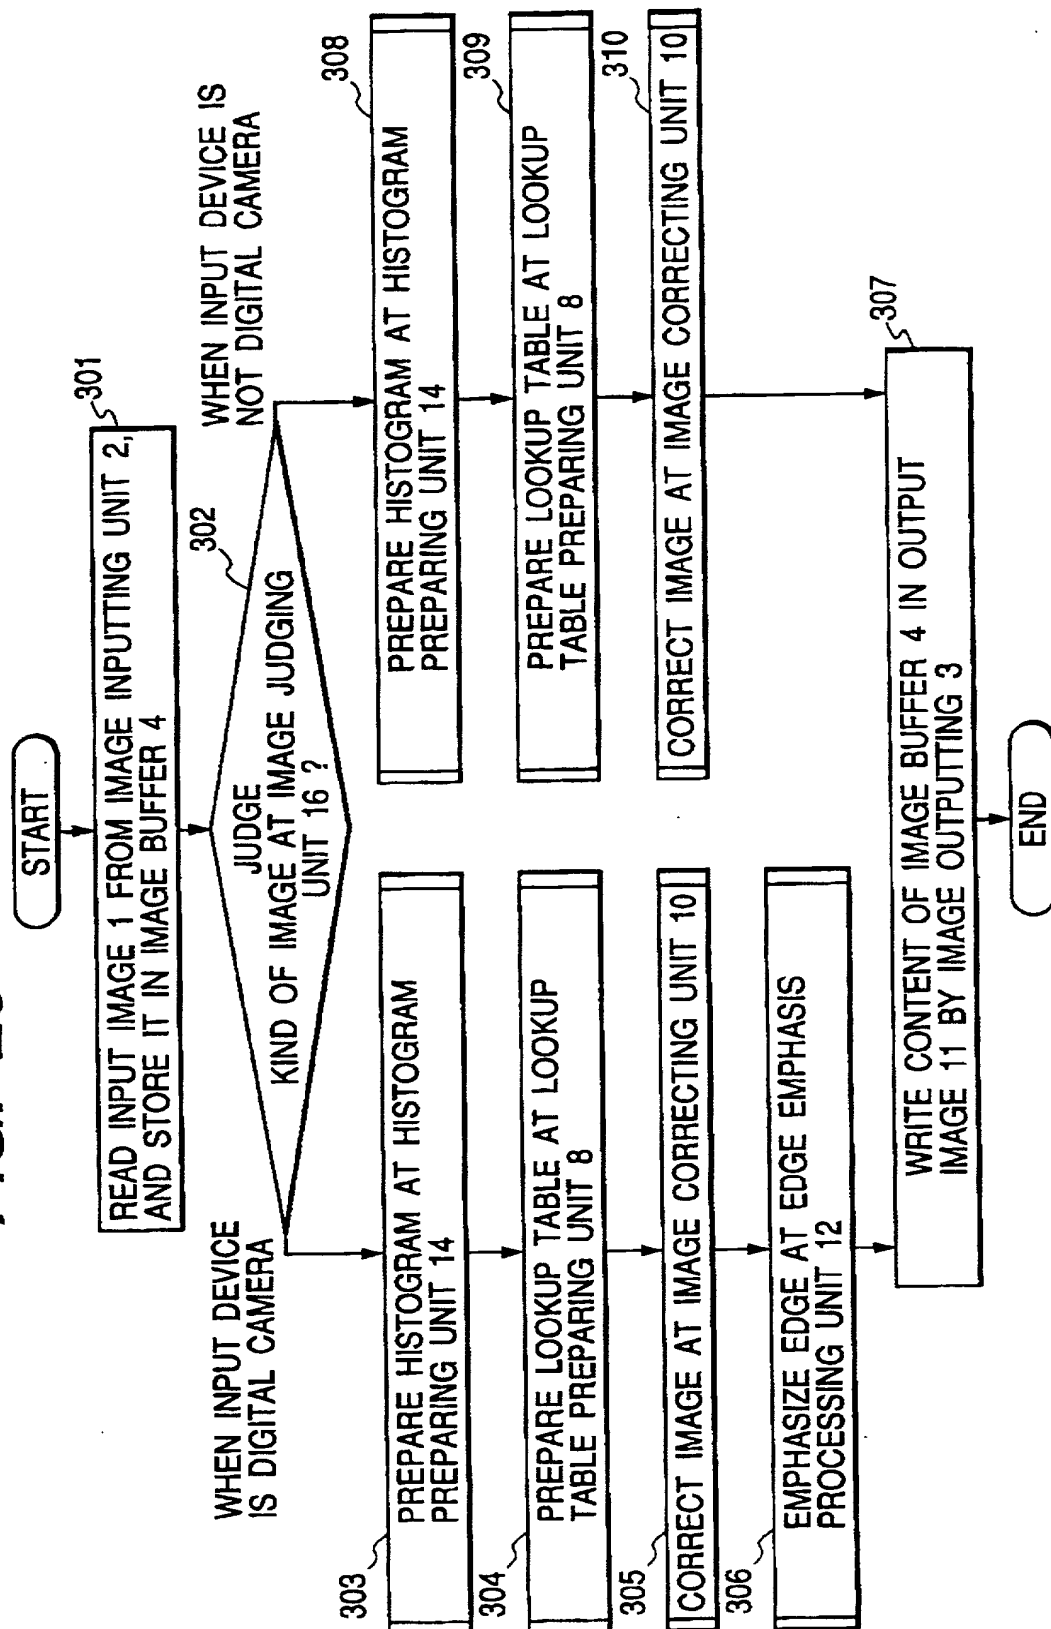 START
301
READ INPUT IMAGE 1 FROM IMAGE INPUTTING UNIT 2,
AND STORE IT IN IMAGE BUFFER 4
302
JUDGE
KIND OF IMAGE AT IMAGE JUDGING
UNIT 16 ?
WHEN INPUT DEVICE
IS DIGITAL CAMERA
303
PREPARE HISTOGRAM AT HISTOGRAM
PREPARING UNIT 14
304
PREPARE LOOKUP TABLE AT LOOKUP
TABLE PREPARING UNIT 8
305
CORRECT IMAGE AT IMAGE CORRECTING UNIT 10
306
EMPHASIZE EDGE AT EDGE EMPHASIS
PROCESSING UNIT 12
WHEN INPUT DEVICE IS
NOT DIGITAL CAMERA
308
PREPARE HISTOGRAM AT HISTOGRAM
PREPARING UNIT 14
309
PREPARE LOOKUP TABLE AT LOOKUP
TABLE PREPARING UNIT 8
310
CORRECT IMAGE AT IMAGE CORRECTING UNIT 10
307
WRITE CONTENT OF IMAGE BUFFER 4 IN OUTPUT
IMAGE 11 BY IMAGE OUTPUTTING 3
END